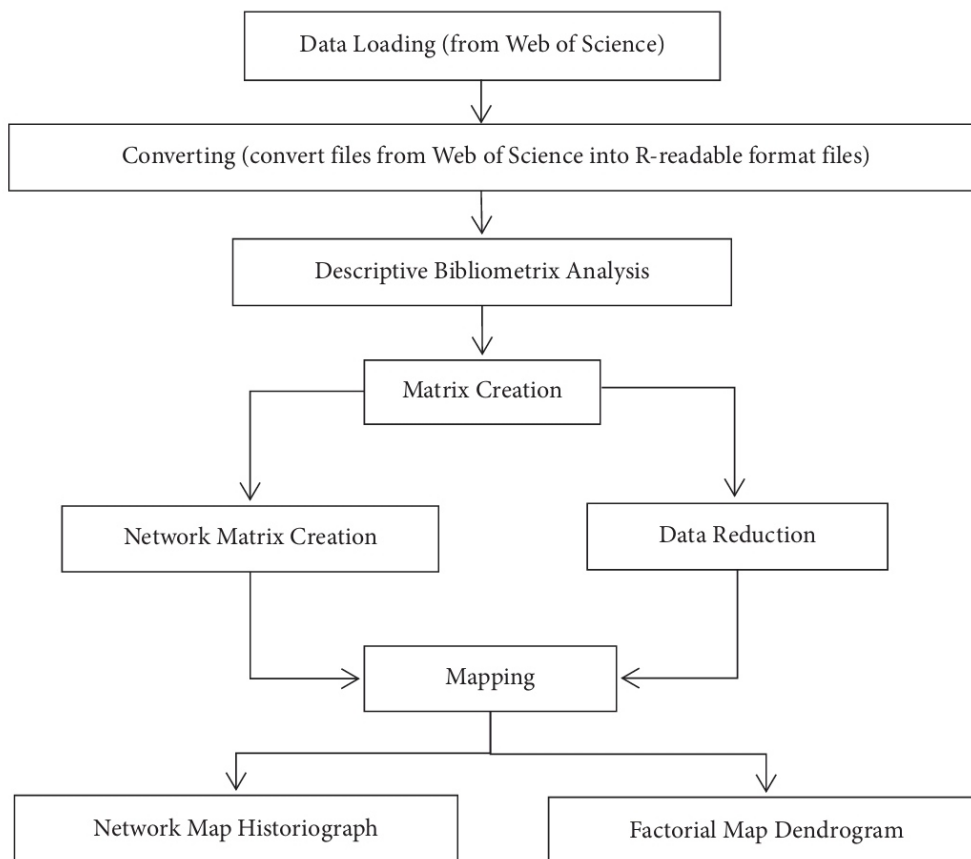 Data Loading (from Web of Science)
Converting (convert files from Web of Science into R-readable format files)
Descriptive Bibliometrix Analysis
Matrix Creation
Network Matrix Creation
Data Reduction
Mapping
Network Map Historiograph
Factorial Map Dendrogram